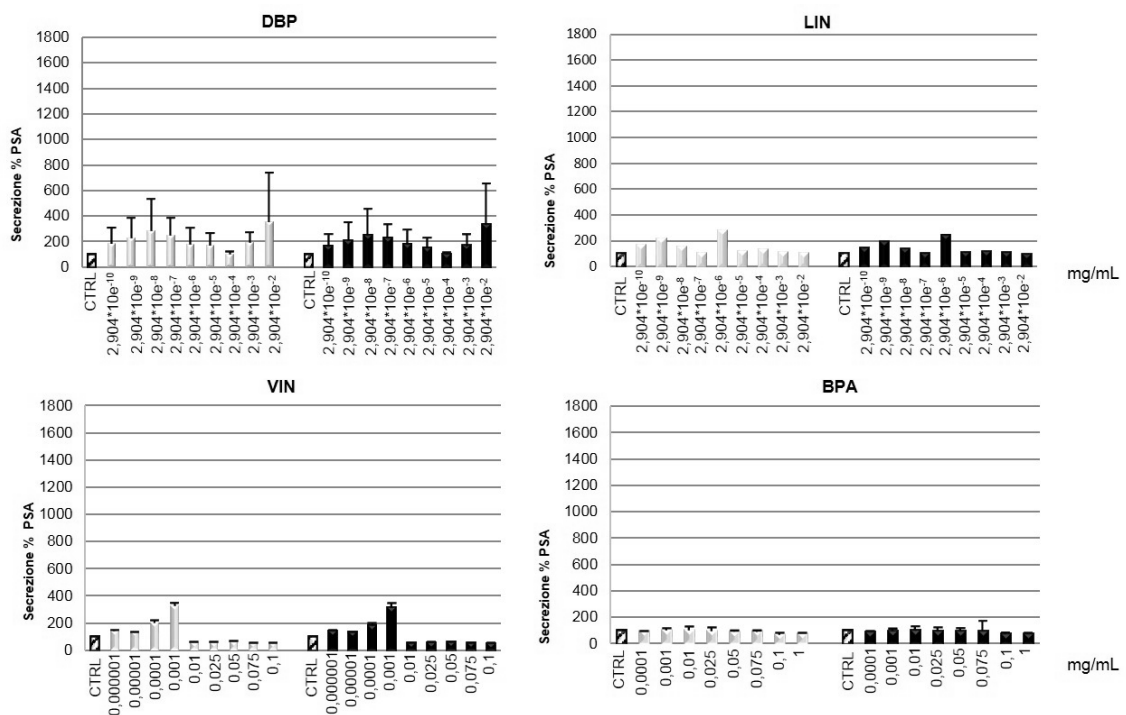 DBP
1800
1600
1400
1200
1000
800
600
400
200
0
Secrezione % PSA
CTRL
2,904*10e-10
2,904*10e-9
2,904*10e-8
2,904*10e-7
2,904*10e-6
2,904*10e-5
2,904*10e-4
2,904*10e-3
2,904*10e-2
CTRL
2,904*10e-10
2,904*10e-9
2,904*10e-8
2,904*10e-7
2,904*10e-6
2,904*10e-5
2,904*10e-4
2,904*10e-3
2,904*10e-2
LIN
1800
1600
1400
1200
1000
800
600
400
200
0
Secrezione % PSA
CTRL
2,904*10e-10
2,904*10e-9
2,904*10e-8
2,904*10e-7
2,904*10e-6
2,904*10e-5
2,904*10e-4
2,904*10e-3
2,904*10e-2
CTRL
2,904*10e-10
2,904*10e-9
2,904*10e-8
2,904*10e-7
2,904*10e-6
2,904*10e-5
2,904*10e-4
2,904*10e-3
2,904*10e-2
mg/mL
VIN
1800
1600
1400
1200
1000
800
600
400
200
0
Secrezione % PSA
CTRL
0,000001
0,00001
0,0001
0,001
0,01
0,025
0,05
0,075
0,1
CTRL
0,000001
0,00001
0,0001
0,001
0,01
0,025
0,05
0,075
0,1
BPA
1800
1600
1400
1200
1000
800
600
400
200
0
Secrezione % PSA
CTRL
0,0001
0,001
0,01
0,025
0,05
0,075
0,1
1
CTRL
0,0001
0,001
0,01
0,025
0,05
0,075
0,1
1
mg/mL